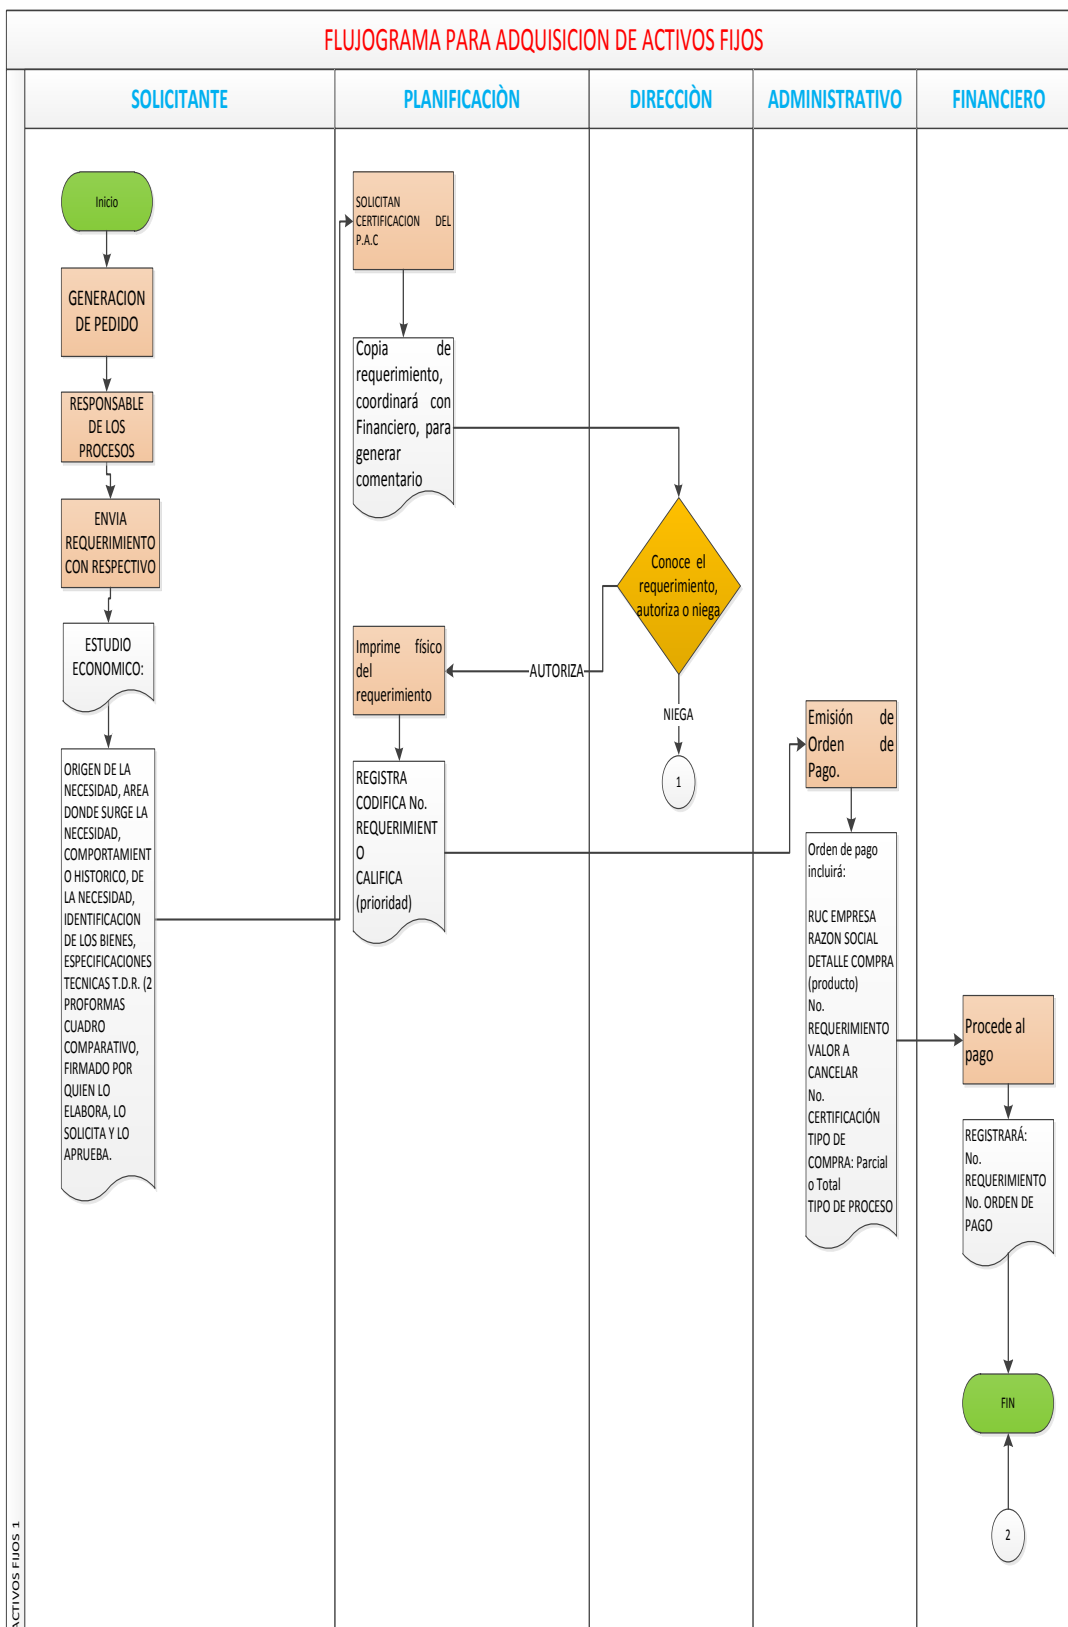 FLUJOGRAMA PARA ADQUISICION DE ACTIVOS FIJOS
SOLICITANTE
PLANIFICACIÒN
DIRECCIÒN
ADMINISTRATIVO
FINANCIERO
Inicio
GENERACION
DE PEDIDO
RESPONSABLE
DE LOS
PROCESOS
ENVIA
REQUERIMIENTO
CON RESPECTIVO
ESTUDIO
ECONOMICO:
ORIGEN DE LA
NECESIDAD, AREA
DONDE SURGE LA
NECESIDAD,
COMPORTAMIENT
O HISTORICO, DE
LA NECESIDAD,
IDENTIFICACION
DE LOS BIENES,
ESPECIFICACIONES
TECNICAS T.D.R. (2
PROFORMAS
CUADRO
COMPARATIVO,
FIRMADO POR
QUIEN LO
ELABORA, LO
SOLICITA Y LO
APRUEBA.
SOLICITAN
CERTIFICACION DEL
P.A.C
Copia de
requerimiento,
coordinará con
Financiero, para
generar
comentario
Conoce el
requerimiento,
autoriza o niega
AUTORIZA
NIEGA
1
Imprime físico
del
requerimiento
REGISTRA
CODIFICA No.
REQUERIMIENT
O
CALIFICA
(prioridad)
Emisión de
Orden de
Pago.
Orden de pago
incluirá:
RUC EMPRESA
RAZON SOCIAL
DETALLE COMPRA
(producto)
No.
REQUERIMIENTO
VALOR A
CANCELAR
No.
CERTIFICACIÓN
TIPO DE
COMPRA: Parcial
o Total
TIPO DE PROCESO
Procede al
pago
REGISTRARÁ:
No.
REQUERIMIENTO
No. ORDEN DE
PAGO
FIN
2
ACTIVOS FIJOS 1